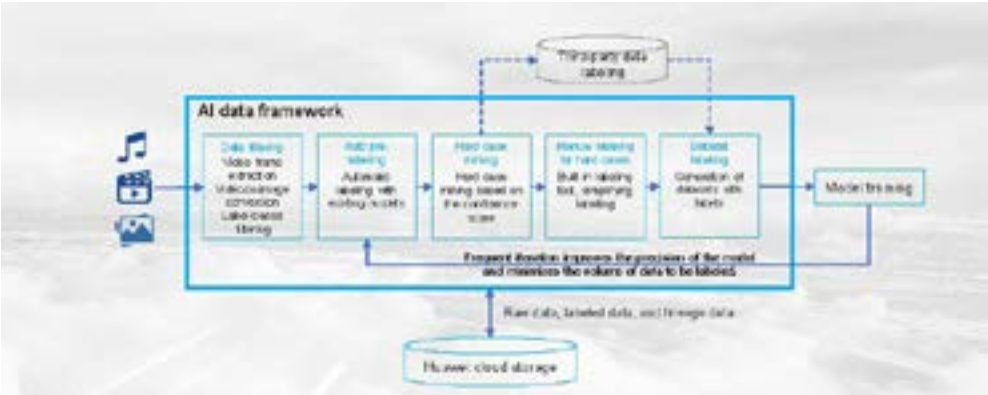 Third-party data
labeling
AI data framework
Data filtering
Video frame
extraction
Video/image
conversion
filtering
labeling
Automatic
labeling with
existing models
Hard case
mining
Hard case
mining based on
the confidence
score
Manual labeling
for hard cases
Built-in labeling
tool, simplifying
labeling
Dataset
labeling
Generation of
datasets with
labels
Model training
Frequent iteration improves the precision of the model
and minimizes the volume of data to be labeled.
Raw data, labeled data, and lineage data
Huawei cloud storage